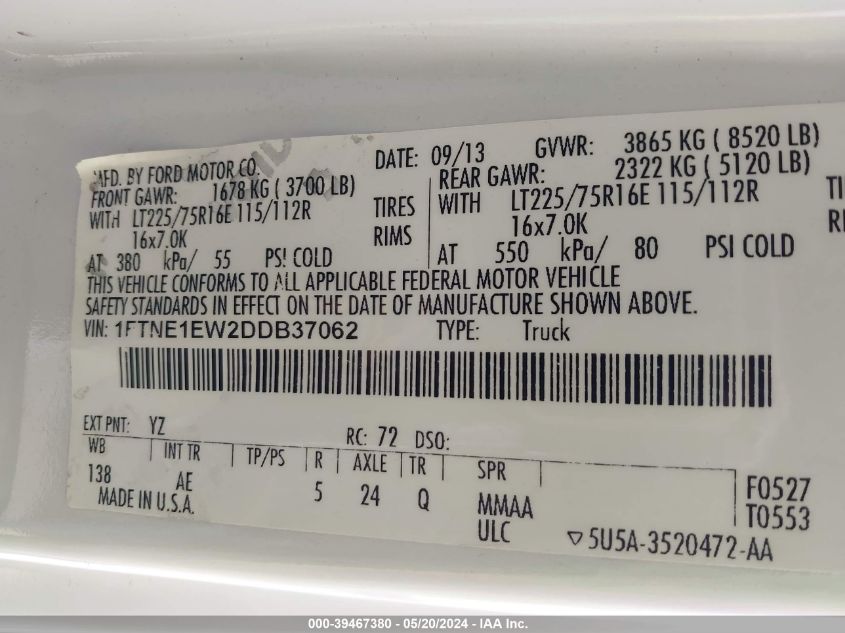 MFD. BY FORD MOTOR CO. DATE: 09/13 GVWR: 3865 KG ( 8520 LB)
FRONT GAWR: 1678 KG ( 3700 LB) REAR GAWR: 2322 KG ( 5120 LB)
WITH LT225/75R16E 115/112R TIRES WITH LT225/75R16E 115/112R
16x7.0K RIMS 16x7.0K
AT 380 kPa/ 55 PSI COLD AT 550 kPa/ 80 PSI COLD
THIS VEHICLE CONFORMS TO ALL APPLICABLE FEDERAL MOTOR VEHICLE
SAFETY STANDARDS IN EFFECT ON THE DATE OF MANUFACTURE SHOWN ABOVE.
VIN: 1FTNE1EW2DDB37062 TYPE: Truck
EXT PNT: YZ RC: 72 DSO:
WB INT TR TP/PS R AXLE TR SPR
138 AE 5 24 Q MMAA F0527
MADE IN U.S.A. ULC T0553
5U5A-3520472-AA
000-39467380 - 05/20/2024 - IAA Inc.